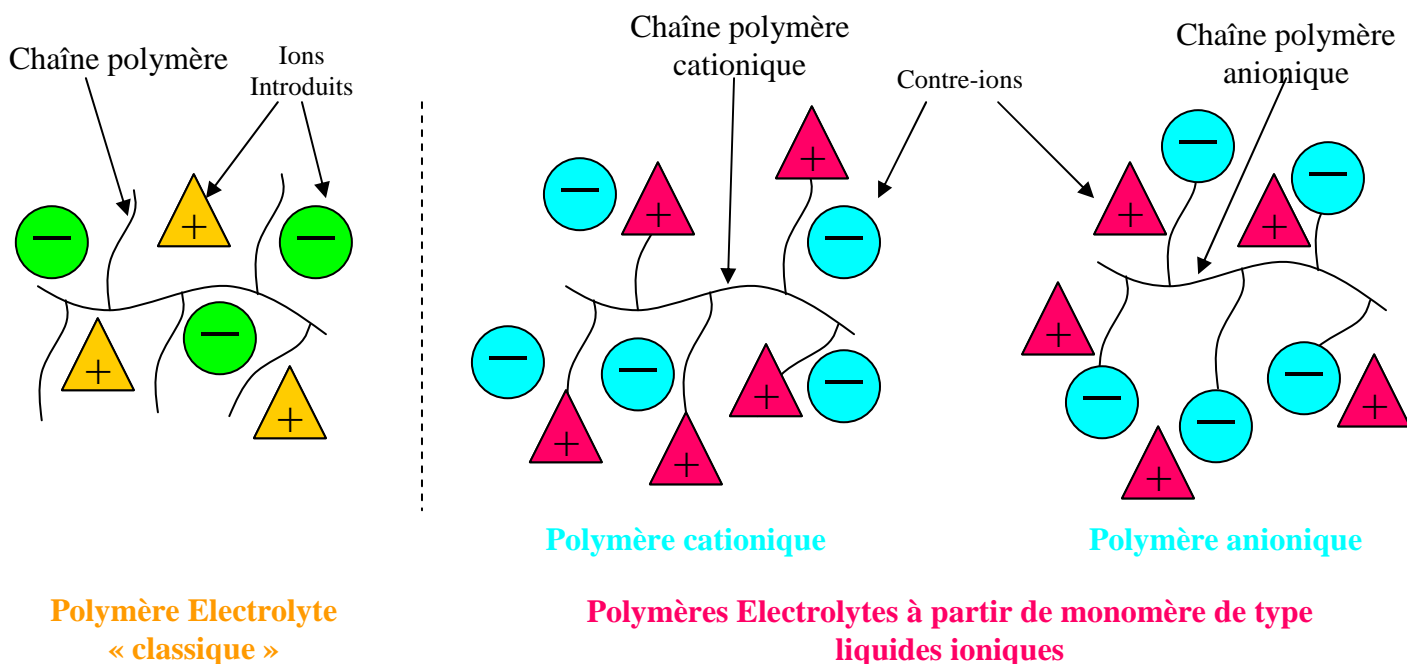 Chaîne polymère
Ions
Introduits
Chaîne polymère
cationique
Contre-ions
Chaîne polymère
anionique
−
+
−
+
−
+
+
−
+
+
−
−
−
+
−
+
+
−
−
+
+
+
−
−
−
+
+
Polymère cationique
Polymère anionique
Polymère Electrolyte
« classique »
Polymères Electrolytes à partir de monomère de type
liquides ioniques